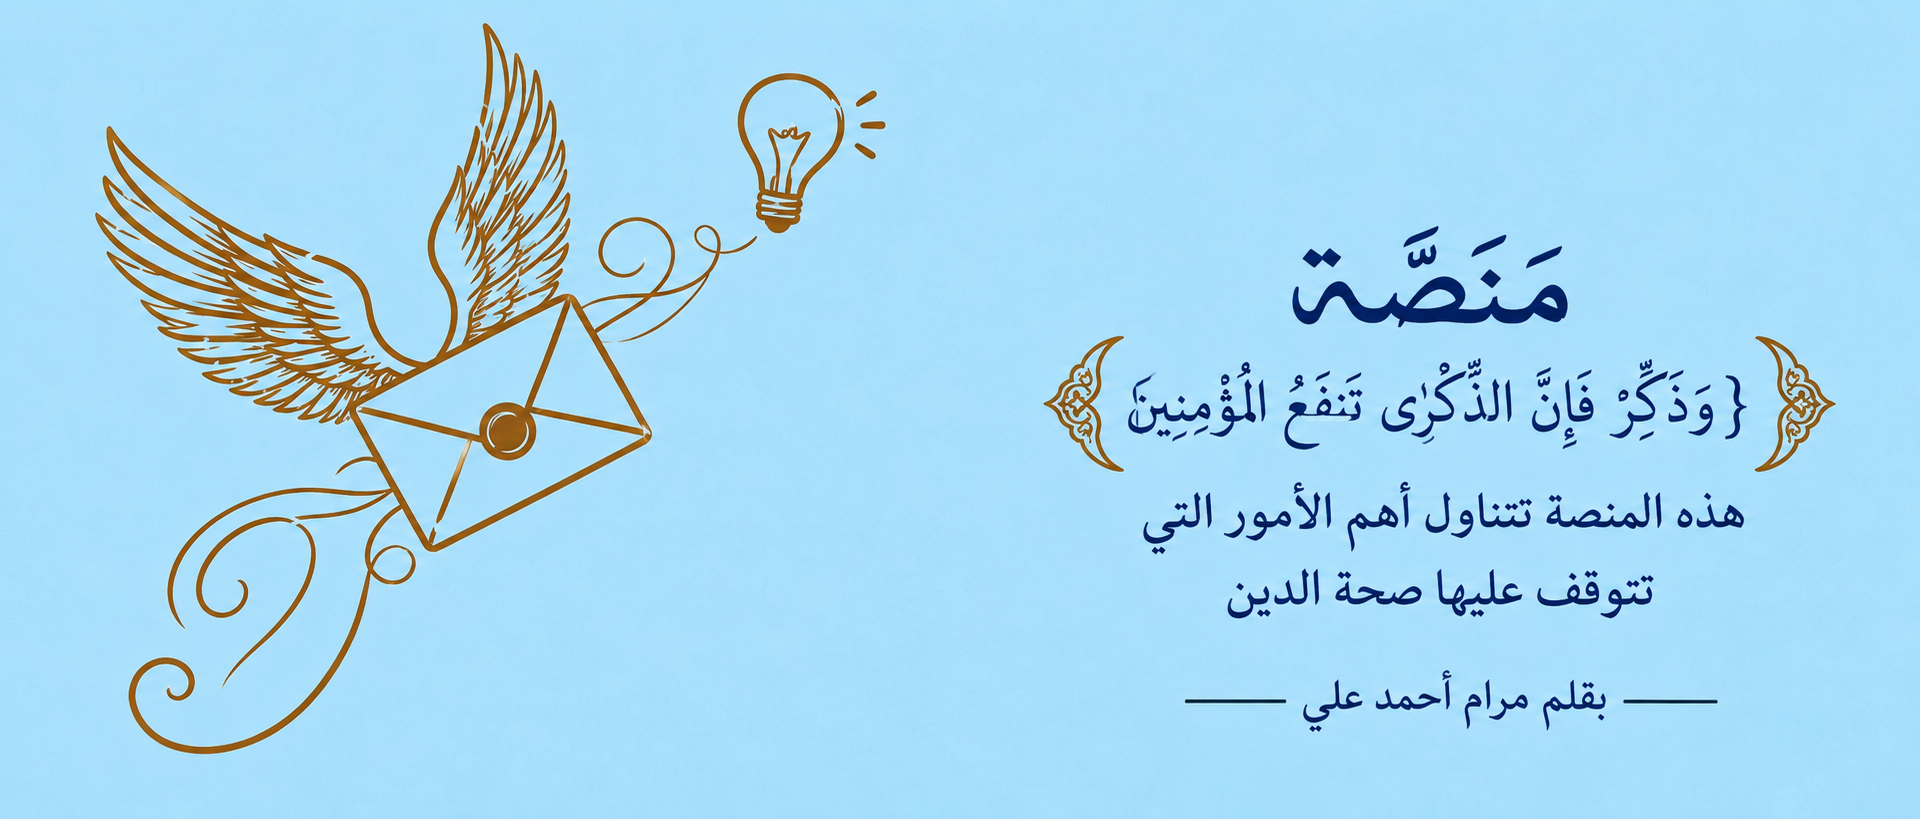 مَنَصَّة
{ وَذَكِّرْ فَإِنَّ الذِّكْرَىٰ تَنفَعُ الْمُؤْمِنِينَ
هذه المنصة تتناول أهم الأمور التي
تتوقف عليها صحة الدين
بقلم مرام أحمد علي